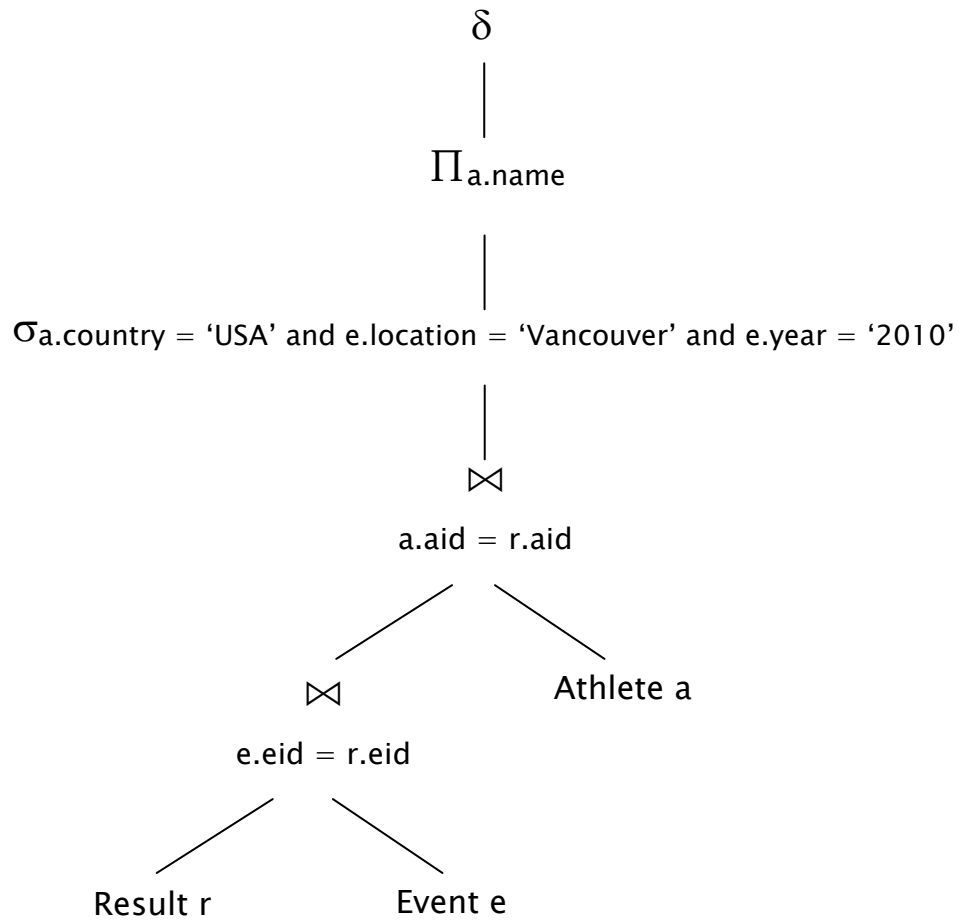 δ
Πa.name
σa.country = ‘USA’ and e.location = ‘Vancouver’ and e.year = ‘2010’
⋈
a.aid = r.aid
⋈ Athlete a
e.eid = r.eid
Result r Event e